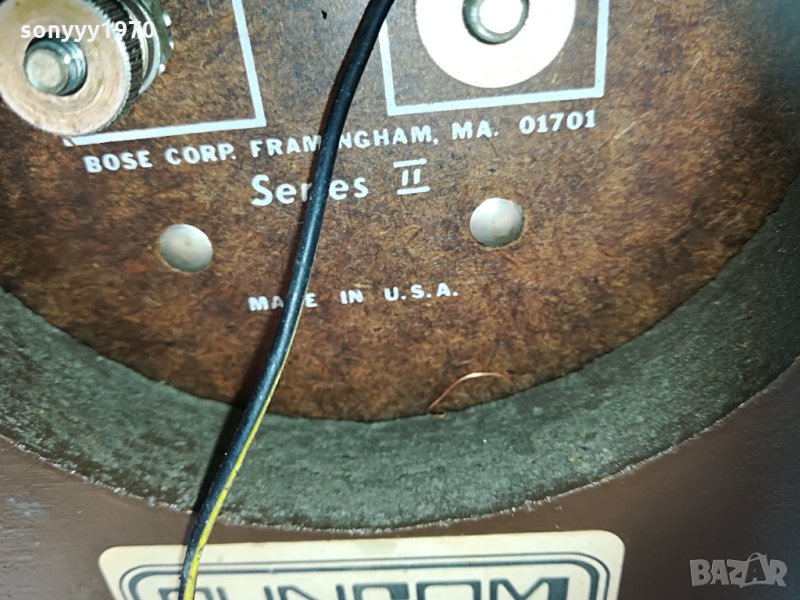 sonyyy1970
BOSE CORP. FRAMINGHAM, MA. 01701
Series II
MADE IN U.S.A.
BAZAR